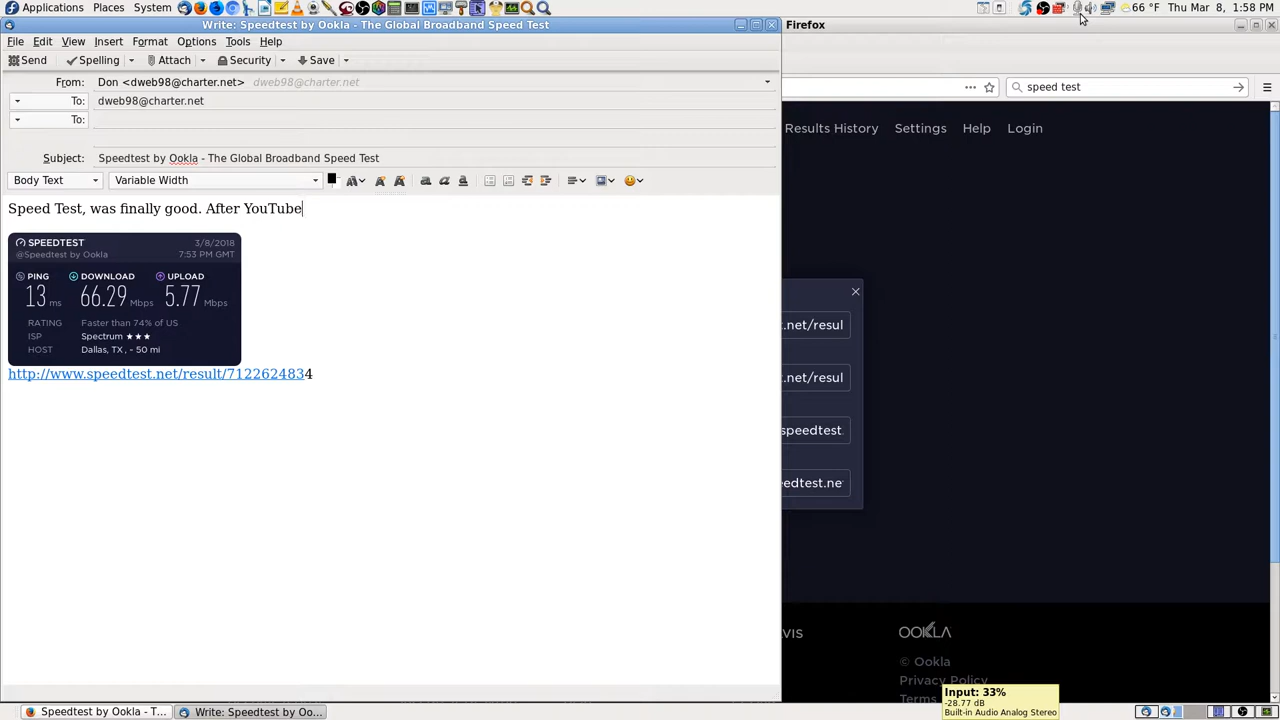 Applications Places System 66 °F Thu Mar 8, 1:58 PM
Write: Speedtest by Ookla - The Global Broadband Speed Test
Firefox
File Edit View Insert Format Options Tools Help
Send Spelling Attach Security Save
From: Don <dweb98@charter.net> dweb98@charter.net
To: dweb98@charter.net
To:
Subject: Speedtest by Ookla - The Global Broadband Speed Test
Body Text Variable Width
Speed Test, was finally good. After YouTube
SPEEDTEST 3/8/2018
@Speedtest by Ookla 7:53 PM GMT
PING DOWNLOAD UPLOAD
13 ms 66.29 Mbps 5.77 Mbps
RATING Faster than 74% of US
ISP Spectrum ★★★
HOST Dallas, TX , ~ 50 mi
http://www.speedtest.net/result/7122624834
speed test
Results History Settings Help Login
t.net/resul
t.net/resul
speedtest.
eedtest.ne
VIS
OOKLA
© Ookla
Privacy Policy
Terms
Input: 33%
-28.77 dB
Built-in Audio Analog Stereo
Speedtest by Ookla - T...
Write: Speedtest by Oo...